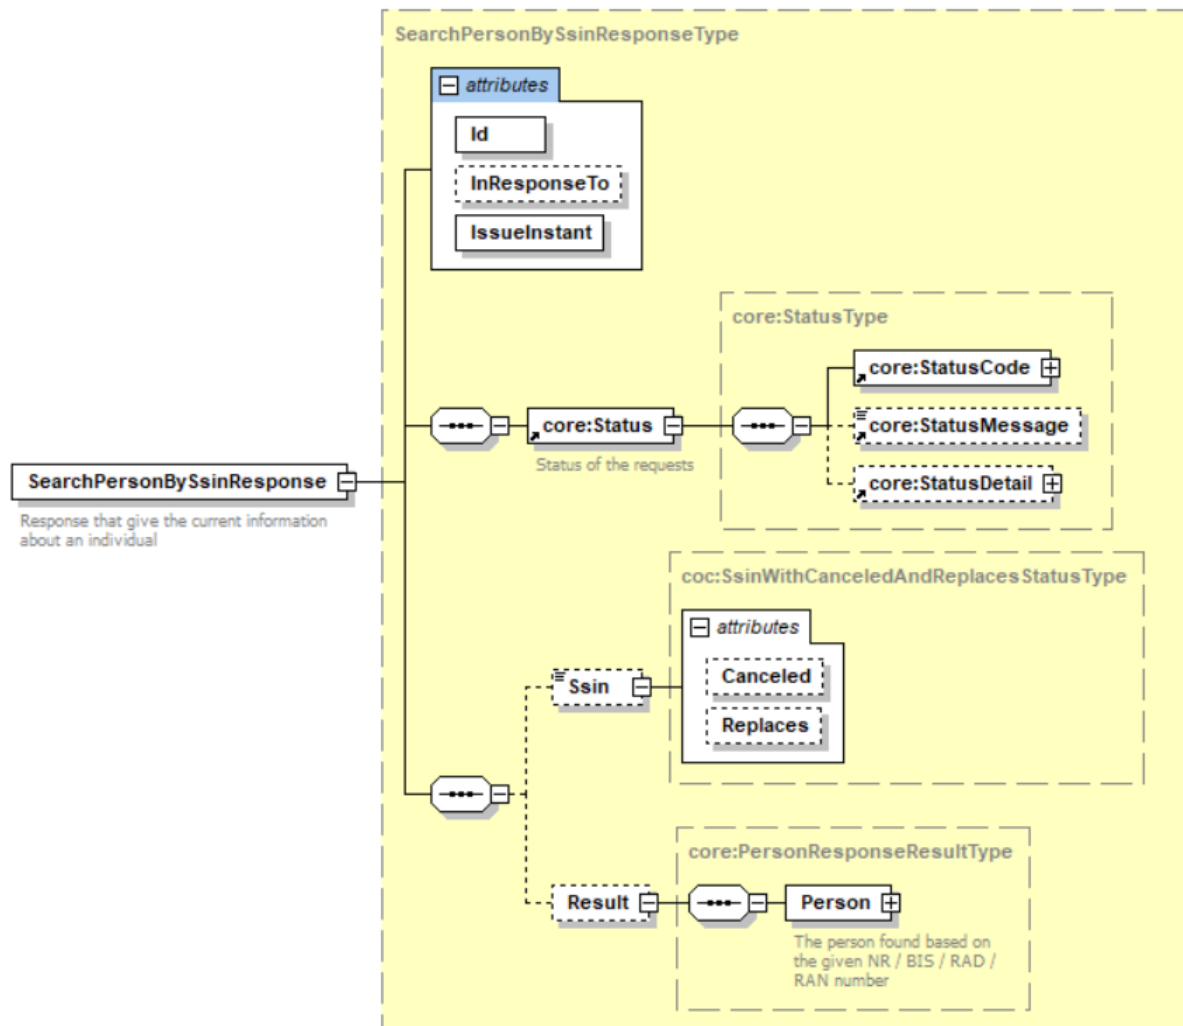 SearchPersonBySsinResponseType
attributes
Id
InResponseTo
IssueInstant
core:StatusType
core:StatusCode
core:StatusMessage
core:StatusDetail
core:Status
Status of the requests
SearchPersonBySsinResponse
Response that give the current information
about an individual
coc:SsinWithCanceledAndReplacesStatusType
attributes
Canceled
Replaces
Ssin
core:PersonResponseResultType
Result
Person
The person found based on
the given NR / BIS / RAD /
RAN number